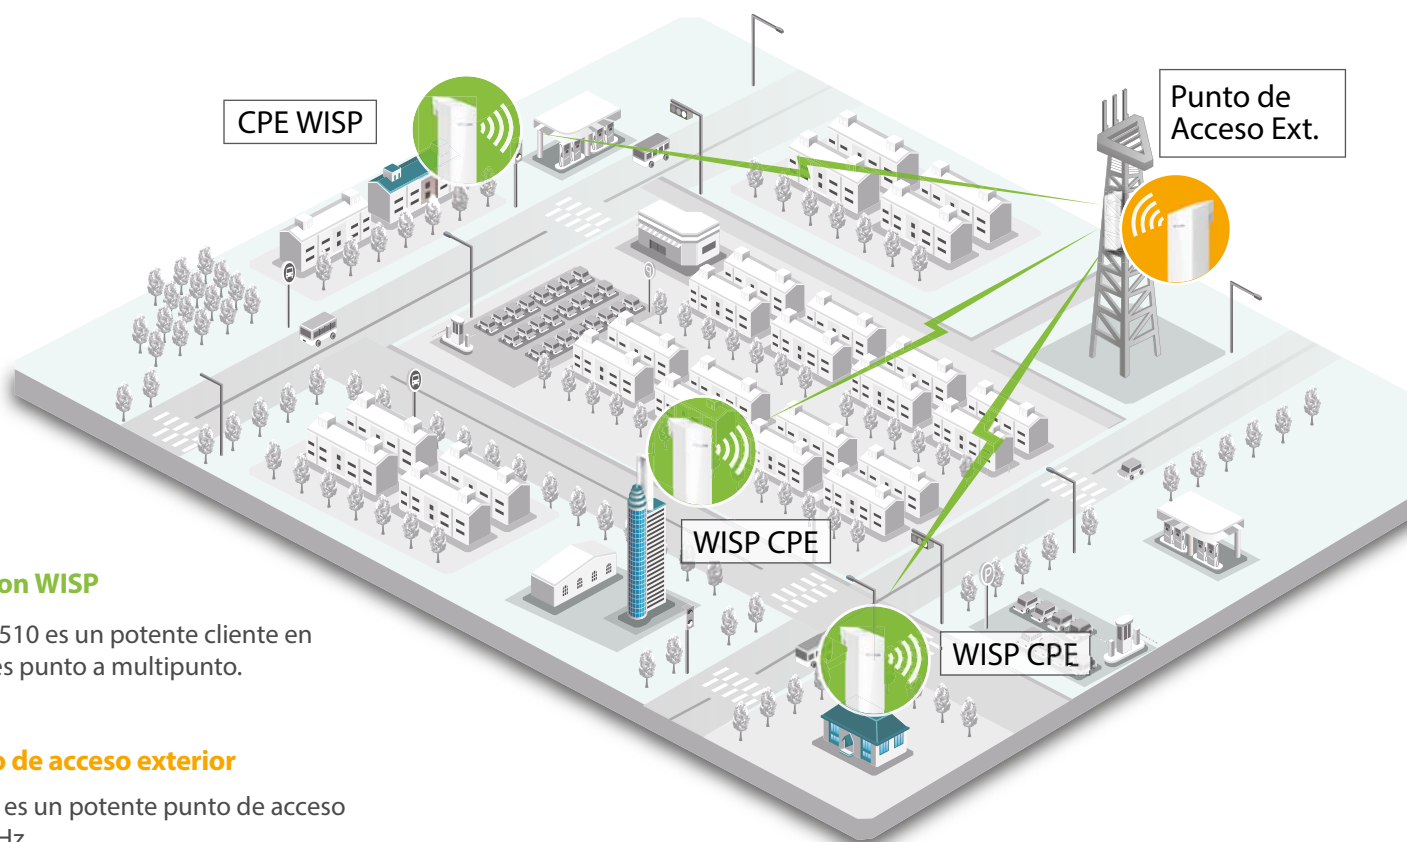 CPE WISP
Punto de
Acceso Ext.
WISP CPE
WISP CPE
on WISP
510 es un potente cliente en
es punto a multipunto.
o de acceso exterior
es un potente punto de acceso
Hz